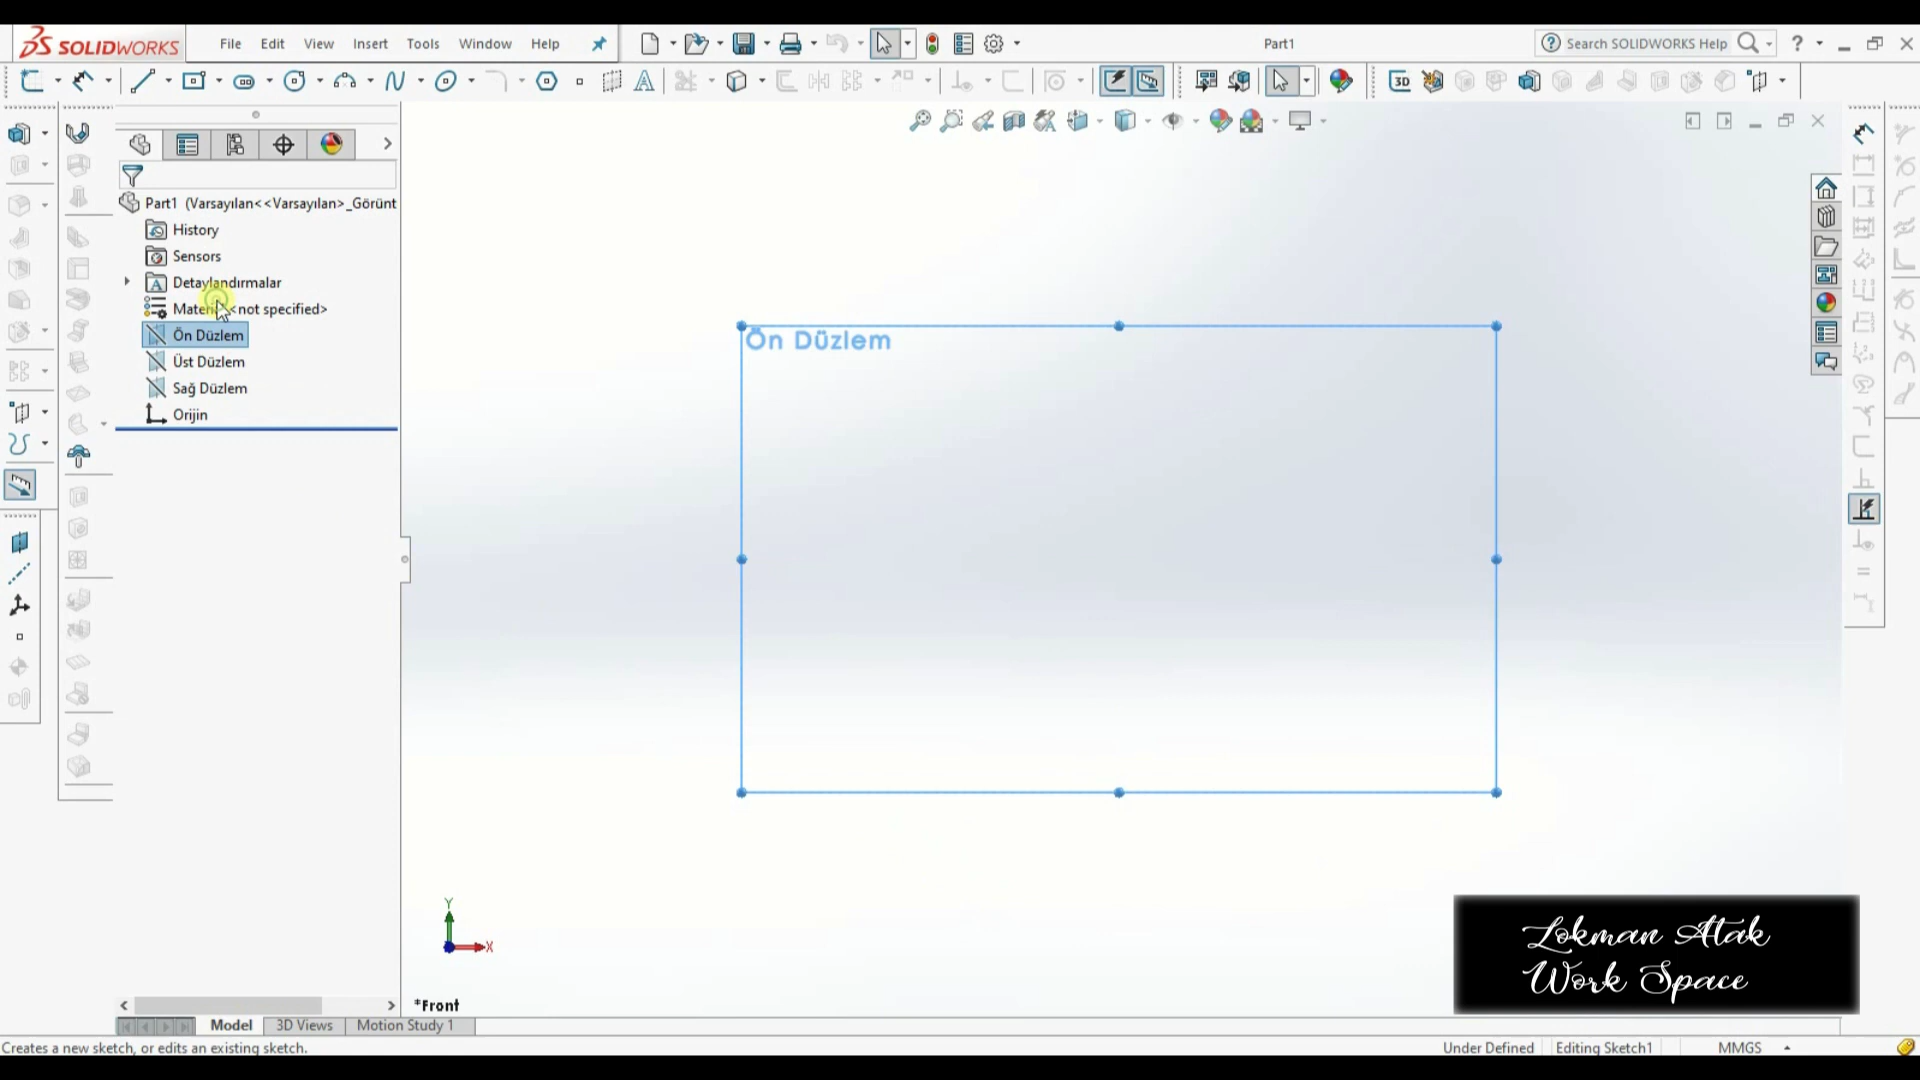 SOLIDWORKS
File Edit View Insert Tools Window Help
Part1
Search SOLIDWORKS Help
?
3D
Part1 (Varsayılan<<Varsayılan>_Görünt
History
Sensors
Detaylandırmalar
not specified>
Ön Düzlem
Üst Düzlem
Sağ Düzlem
Orijin
Ön Düzlem
Y
X
*Front
Lokman Atak
Work Space
Model 3D Views Motion Study 1
Creates a new sketch, or edits an existing sketch.
Under Defined Editing Sketch1 MMGS